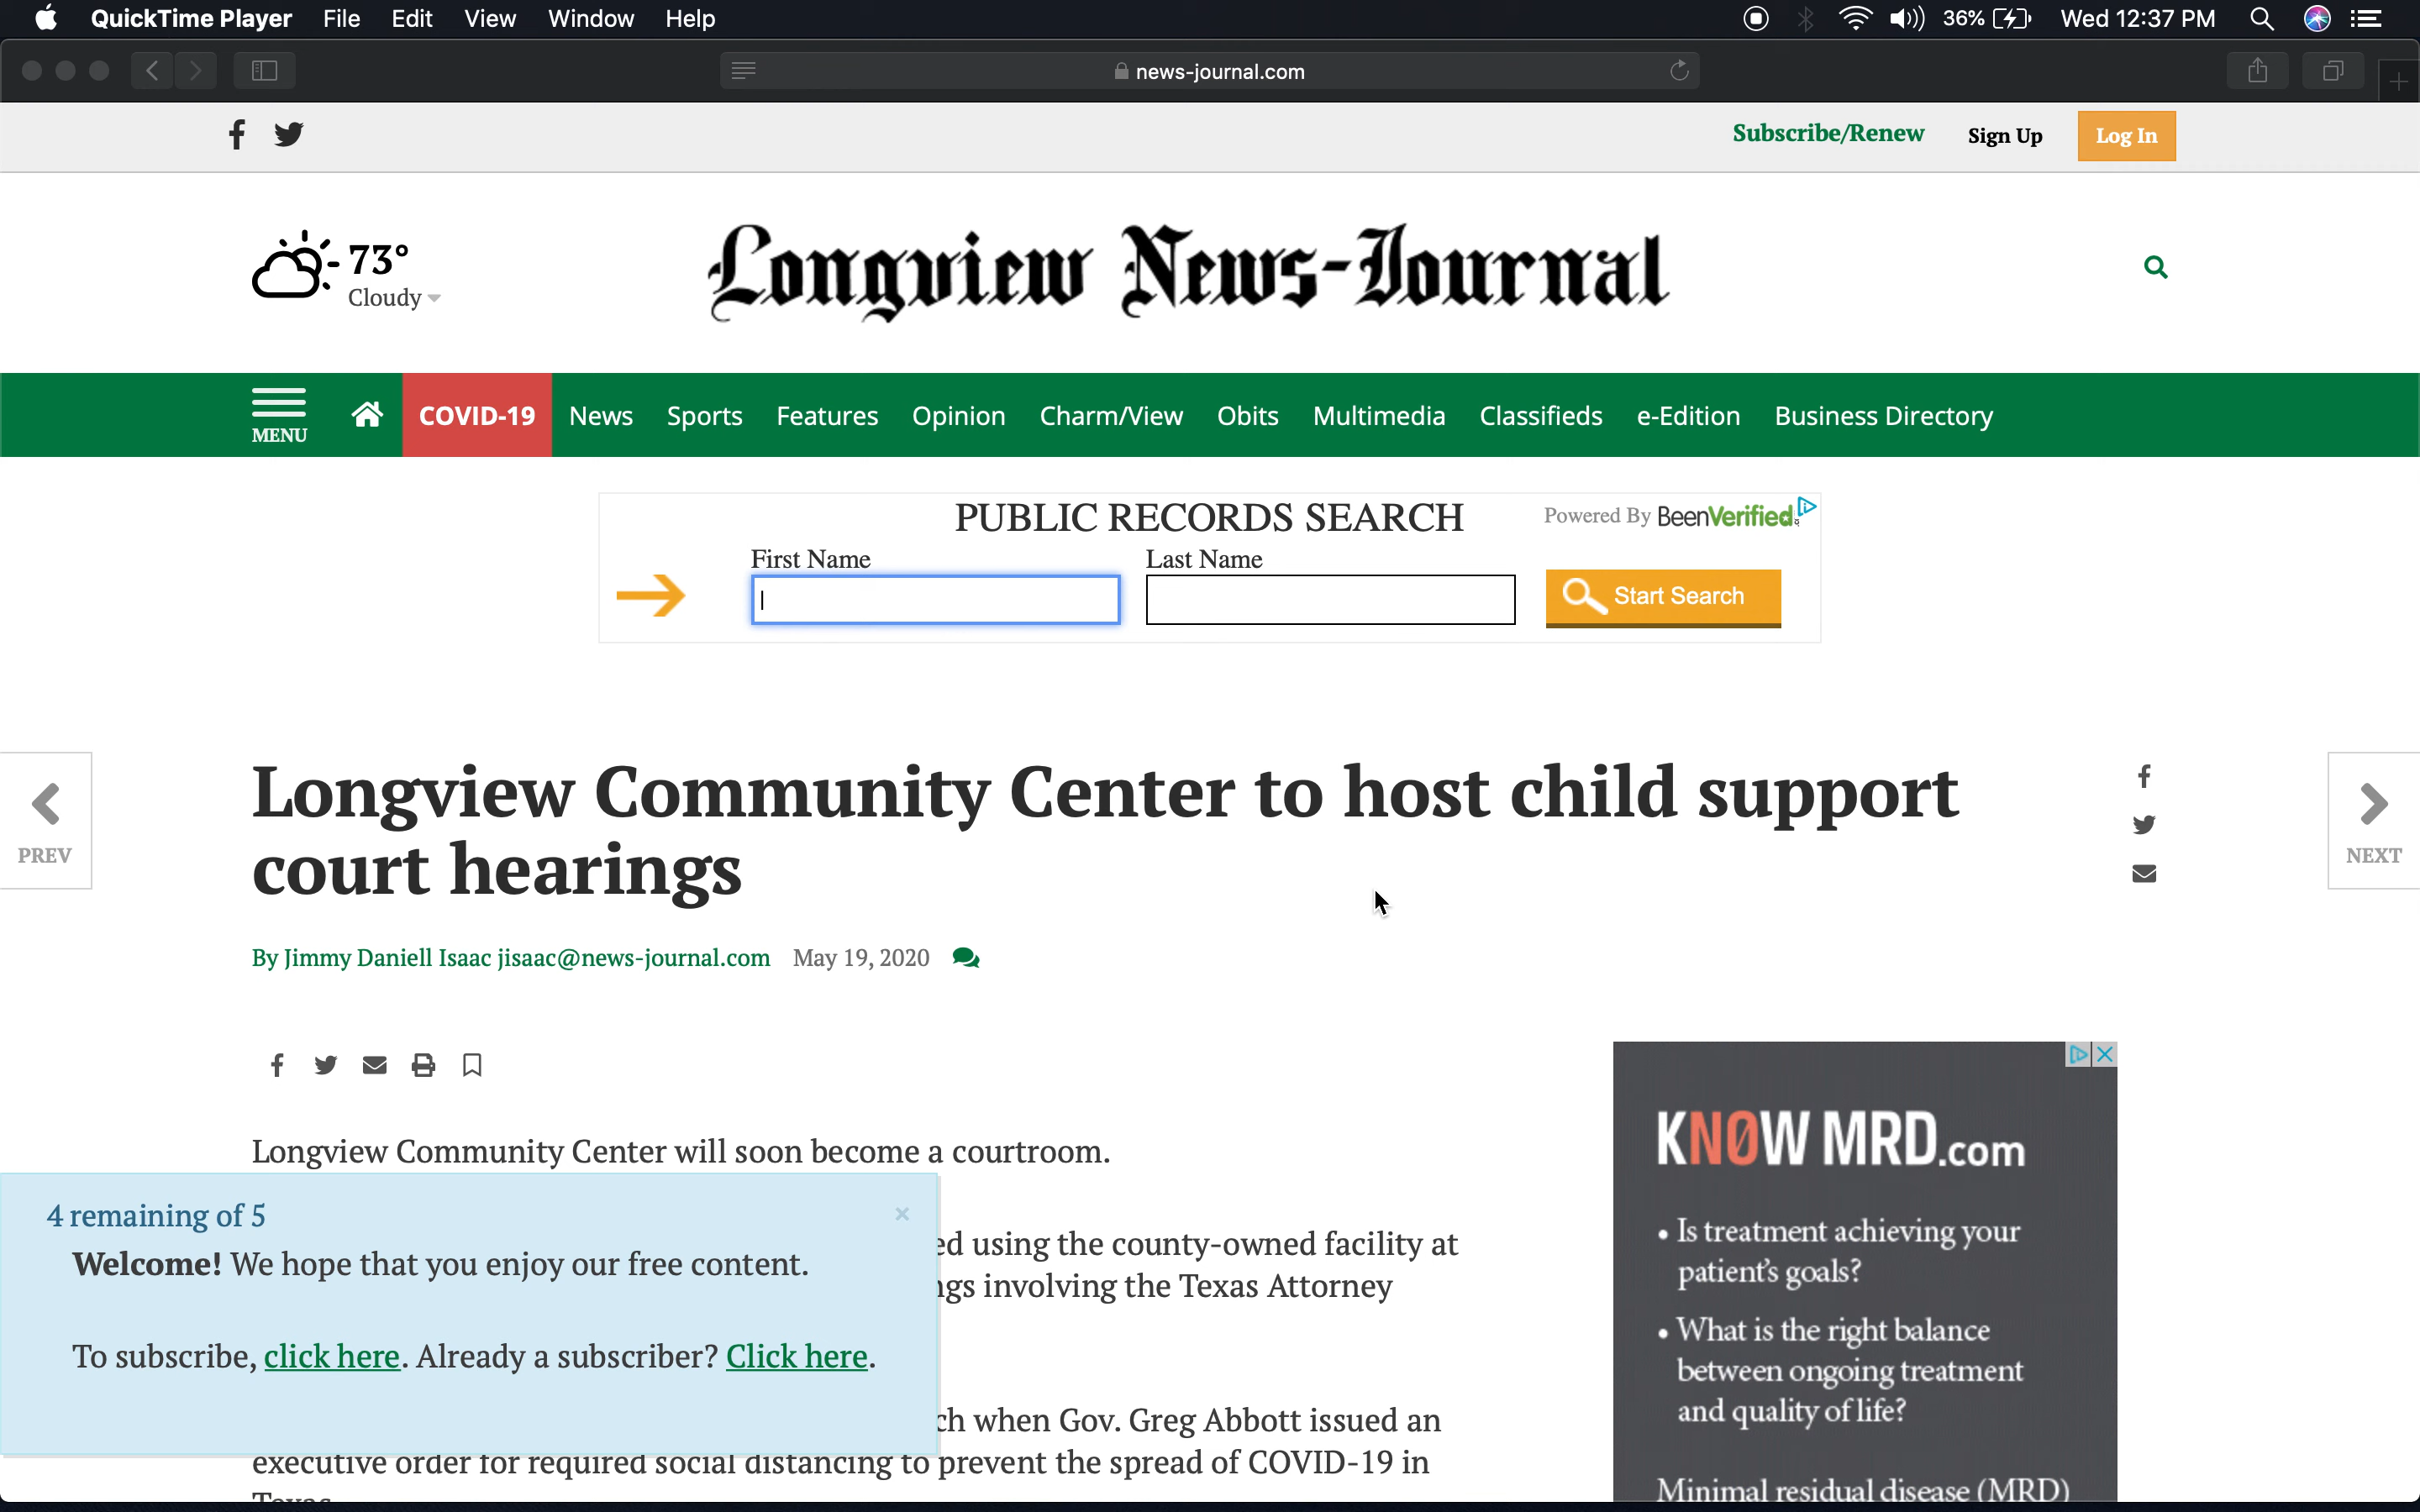 QuickTime Player File Edit View Window Help 36% Wed 12:37 PM
news-journal.com
Subscribe/Renew Sign Up Log In
73°
Cloudy
Longview News-Journal
MENU COVID-19 News Sports Features Opinion Charm/View Obits Multimedia Classifieds e-Edition Business Directory
PUBLIC RECORDS SEARCH Powered By BeenVerified
First Name Last Name
Start Search
Longview Community Center to host child support
court hearings
PREV
NEXT
By Jimmy Daniell Isaac jisaac@news-journal.com May 19, 2020
Longview Community Center will soon become a courtroom.
4 remaining of 5
Welcome! We hope that you enjoy our free content.
To subscribe, click here. Already a subscriber? Click here.
using the county-owned facility at
involving the Texas Attorney
when Gov. Greg Abbott issued an
executive order for required social distancing to prevent the spread of COVID-19 in
KNOW MRD.com
• Is treatment achieving your
patient's goals?
• What is the right balance
between ongoing treatment
and quality of life?
Minimal residual disease (MRD)